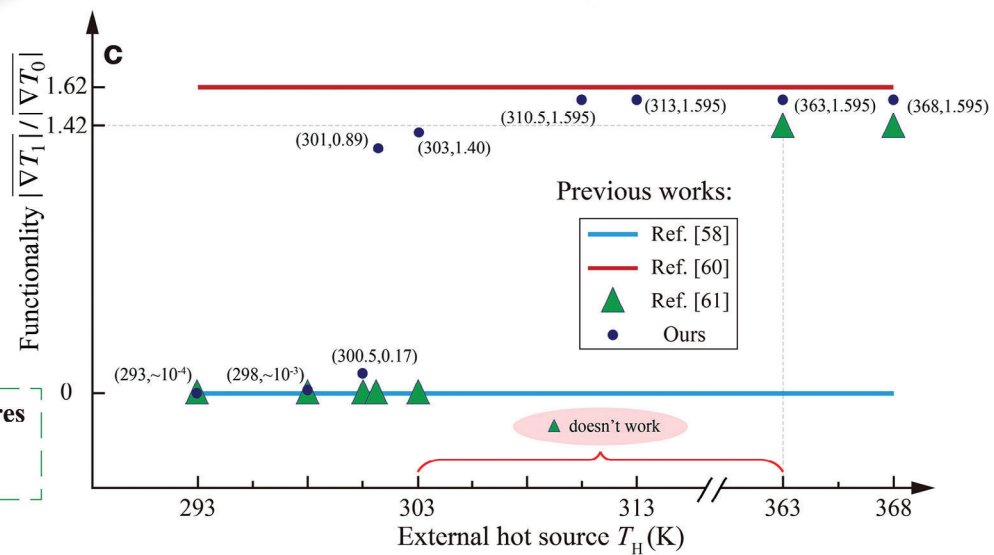 c
Functionality |∇T₁|/|∇T₀|
1.62
1.42
0
(301,0.89)
(303,1.40)
(310.5,1.595)
(313,1.595)
(363,1.595)
(368,1.595)
Previous works:
Ref. [58]
Ref. [60]
Ref. [61]
Ours
(293,~10⁻⁴)
(298,~10⁻³)
(300.5,0.17)
res
doesn't work
293
303
313
363
368
External hot source T_H (K)